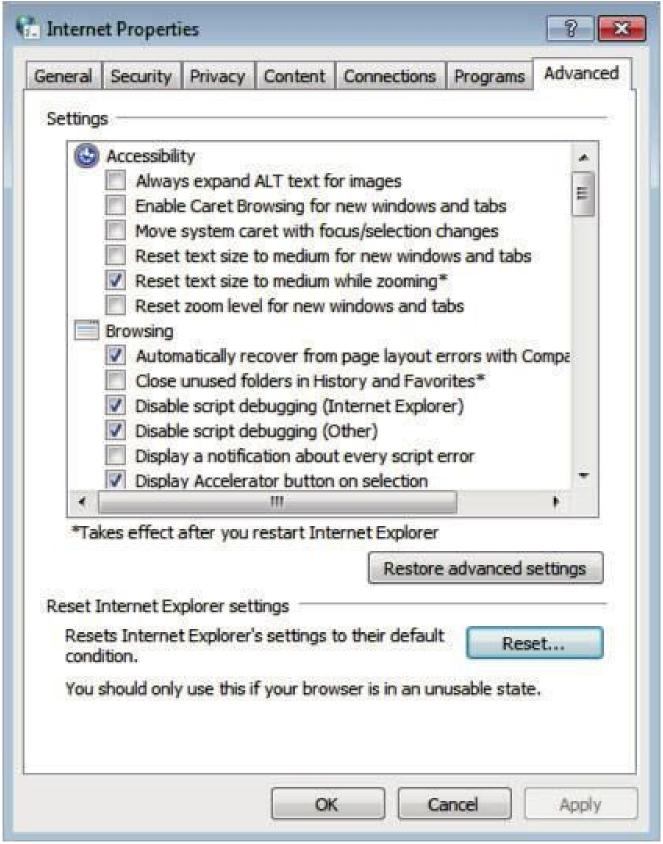 Internet Properties
General Security Privacy Content Connections Programs Advanced
Settings
Accessibility
Always expand ALT text for images
Enable Caret Browsing for new windows and tabs
Move system caret with focus/selection changes
Reset text size to medium for new windows and tabs
Reset text size to medium while zooming*
Reset zoom level for new windows and tabs
Browsing
Automatically recover from page layout errors with Compa
Close unused folders in History and Favorites*
Disable script debugging (Internet Explorer)
Disable script debugging (Other)
Display a notification about every script error
Display Accelerator button on selection
*Takes effect after you restart Internet Explorer
Restore advanced settings
Reset Internet Explorer settings
Resets Internet Explorer's settings to their default
condition.
Reset...
You should only use this if your browser is in an unusable state.
OK Cancel Apply